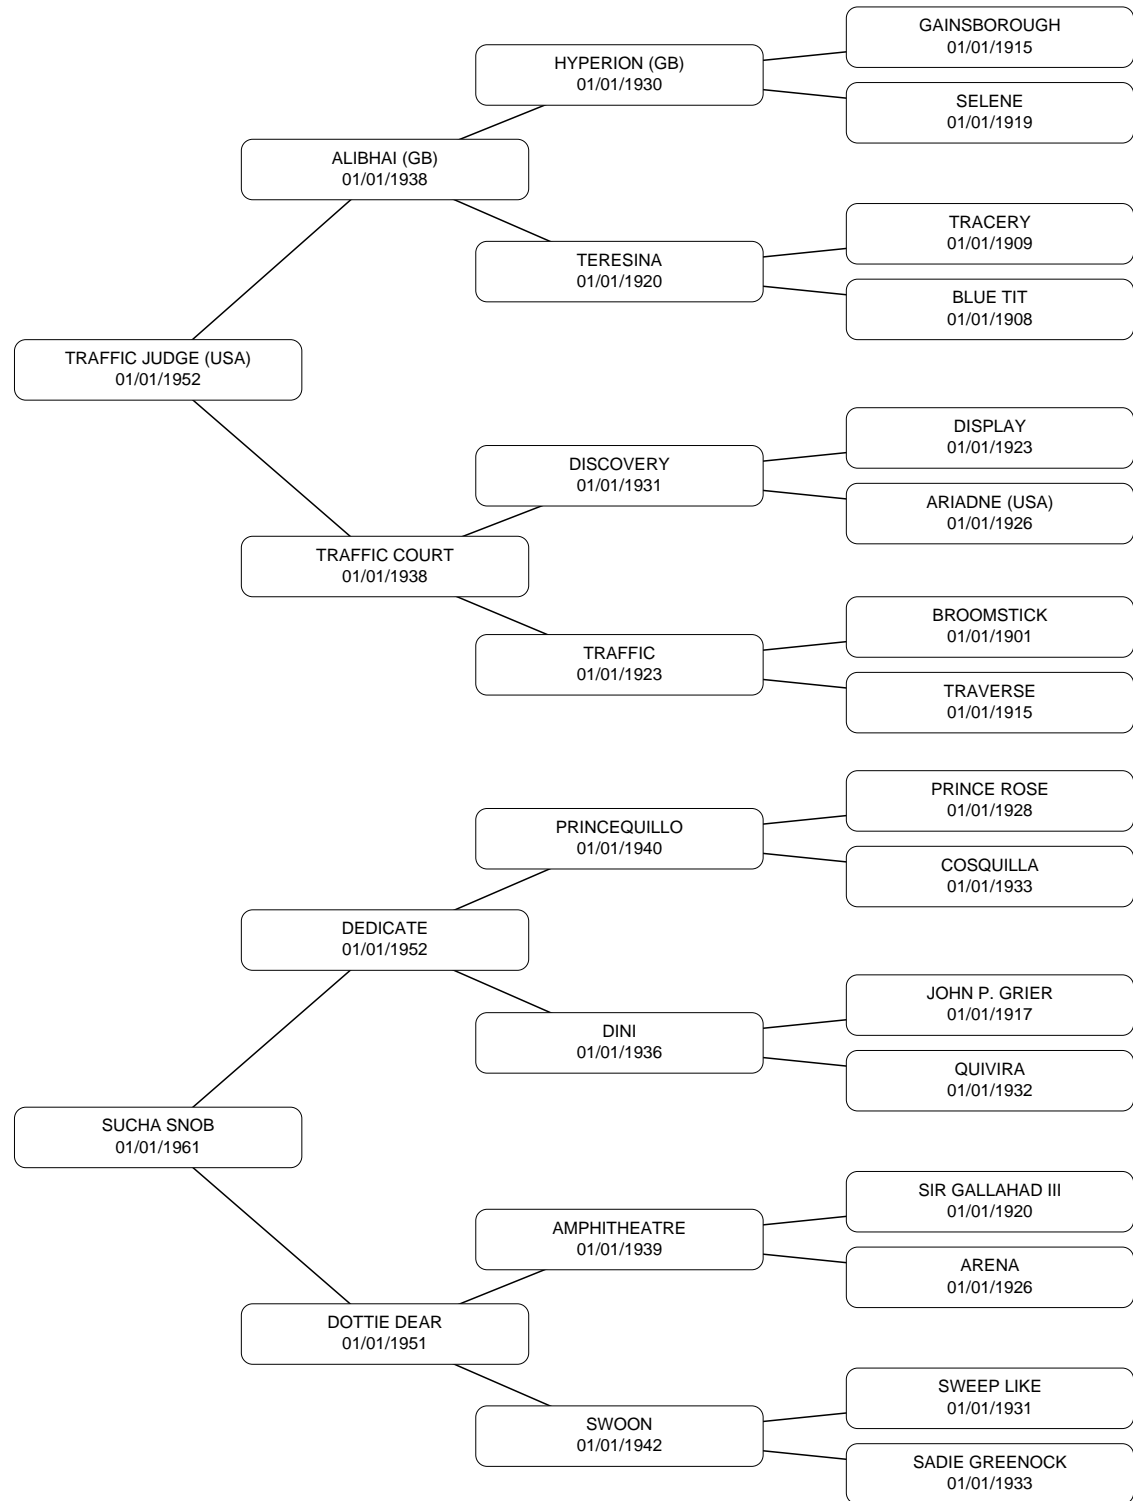 GAINSBOROUGH
01/01/1915
HYPERION (GB)
01/01/1930
SELENE
01/01/1919
ALIBHAI (GB)
01/01/1938
TRACERY
01/01/1909
TERESINA
01/01/1920
BLUE TIT
01/01/1908
TRAFFIC JUDGE (USA)
01/01/1952
DISPLAY
01/01/1923
DISCOVERY
01/01/1931
ARIADNE (USA)
01/01/1926
TRAFFIC COURT
01/01/1938
BROOMSTICK
01/01/1901
TRAFFIC
01/01/1923
TRAVERSE
01/01/1915
PRINCE ROSE
01/01/1928
PRINCEQUILLO
01/01/1940
COSQUILLA
01/01/1933
DEDICATE
01/01/1952
JOHN P. GRIER
01/01/1917
DINI
01/01/1936
QUIVIRA
01/01/1932
SUCHA SNOB
01/01/1961
SIR GALLAHAD III
01/01/1920
AMPHITHEATRE
01/01/1939
ARENA
01/01/1926
DOTTIE DEAR
01/01/1951
SWEEP LIKE
01/01/1931
SWOON
01/01/1942
SADIE GREENOCK
01/01/1933